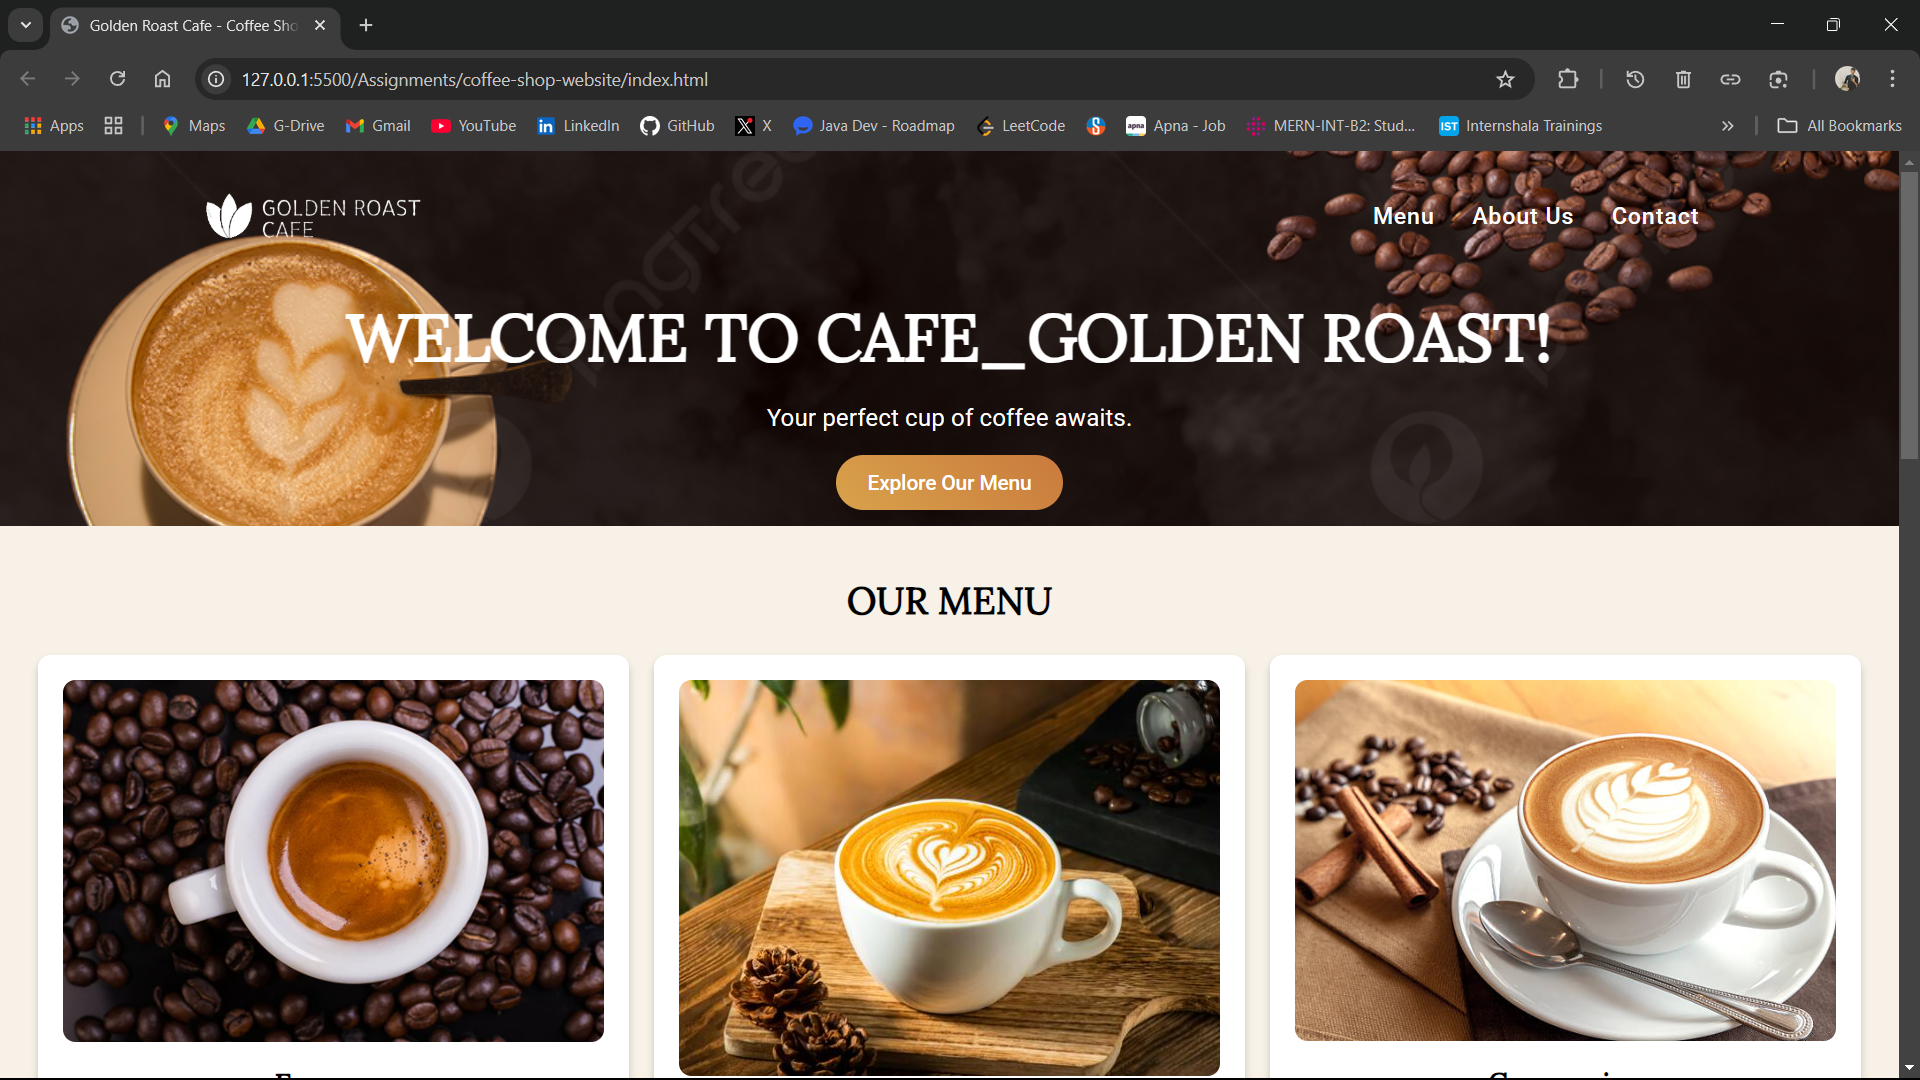 Golden Roast Cafe - Coffee Sho
127.0.0.1:5500/Assignments/coffee-shop-website/index.html
Apps Maps G-Drive Gmail YouTube LinkedIn GitHub X Java Dev - Roadmap LeetCode apna Apna - Job MERN-INT-B2: Stud... IST Internshala Trainings All Bookmarks
GOLDEN ROAST
CAFE
Menu About Us Contact
WELCOME TO CAFE_GOLDEN ROAST!
Your perfect cup of coffee awaits.
Explore Our Menu
OUR MENU